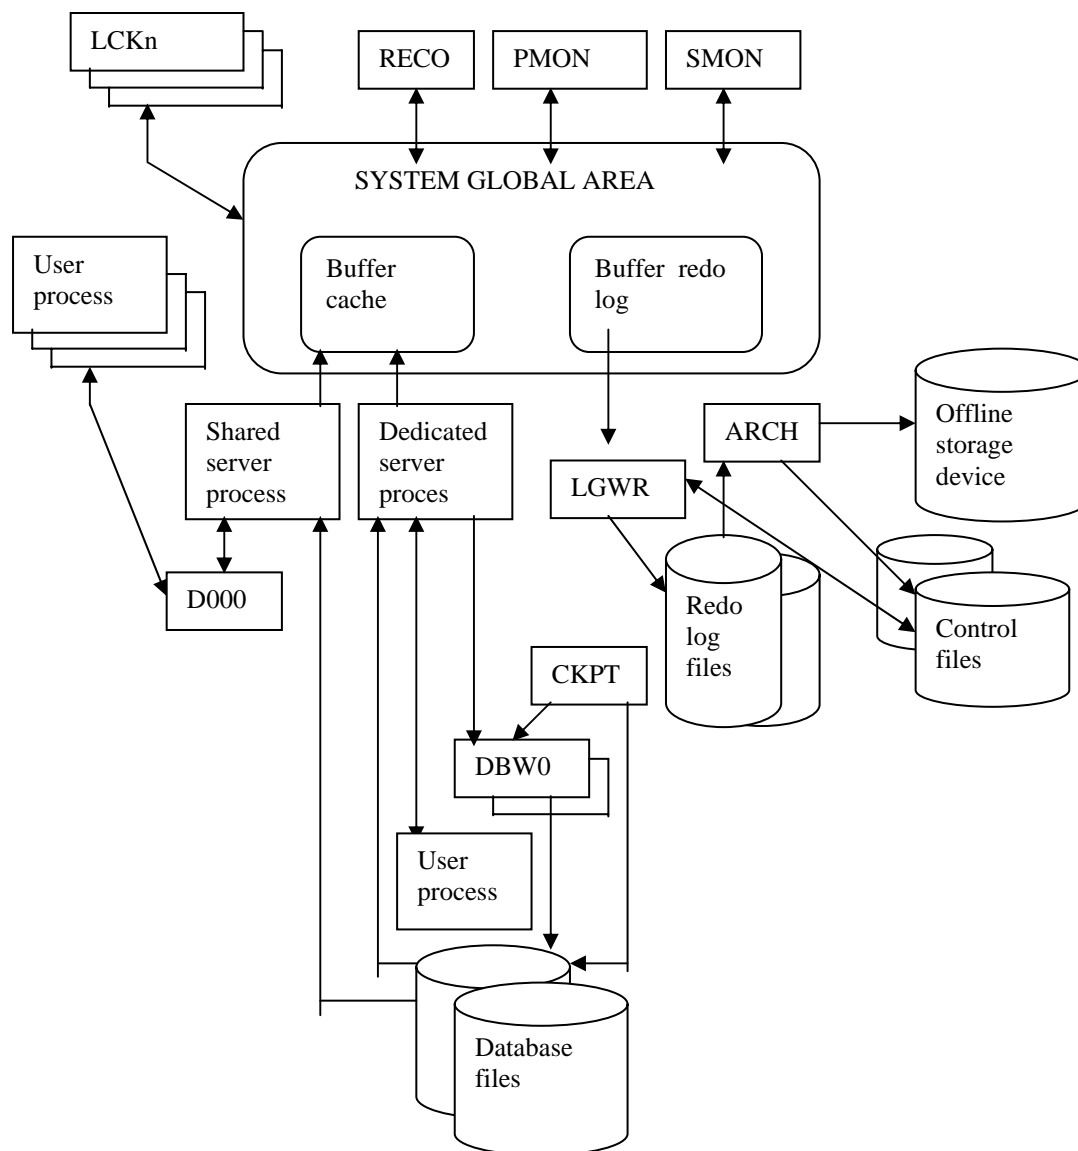 LCKn
RECO
PMON
SMON
SYSTEM GLOBAL AREA
User
process
Buffer
cache
Buffer redo
log
Shared
server
process
Dedicated
server
proces
ARCH
Offline
storage
device
LGWR
D000
Redo
log
files
Control
files
CKPT
DBW0
User
process
Database
files